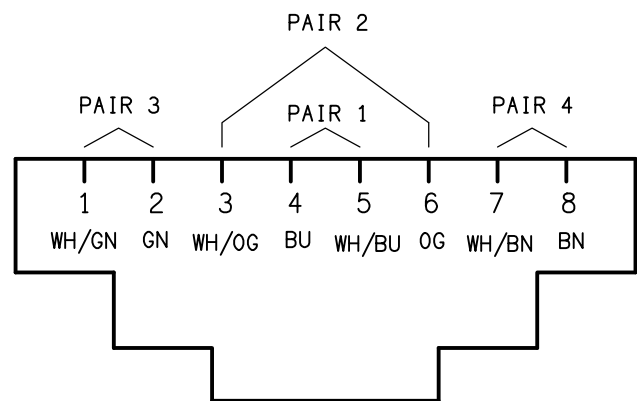 PAIR 2
PAIR 3 PAIR 1 PAIR 4
1 2 3 4 5 6 7 8
WH/GN GN WH/OG BU WH/BU OG WH/BN BN